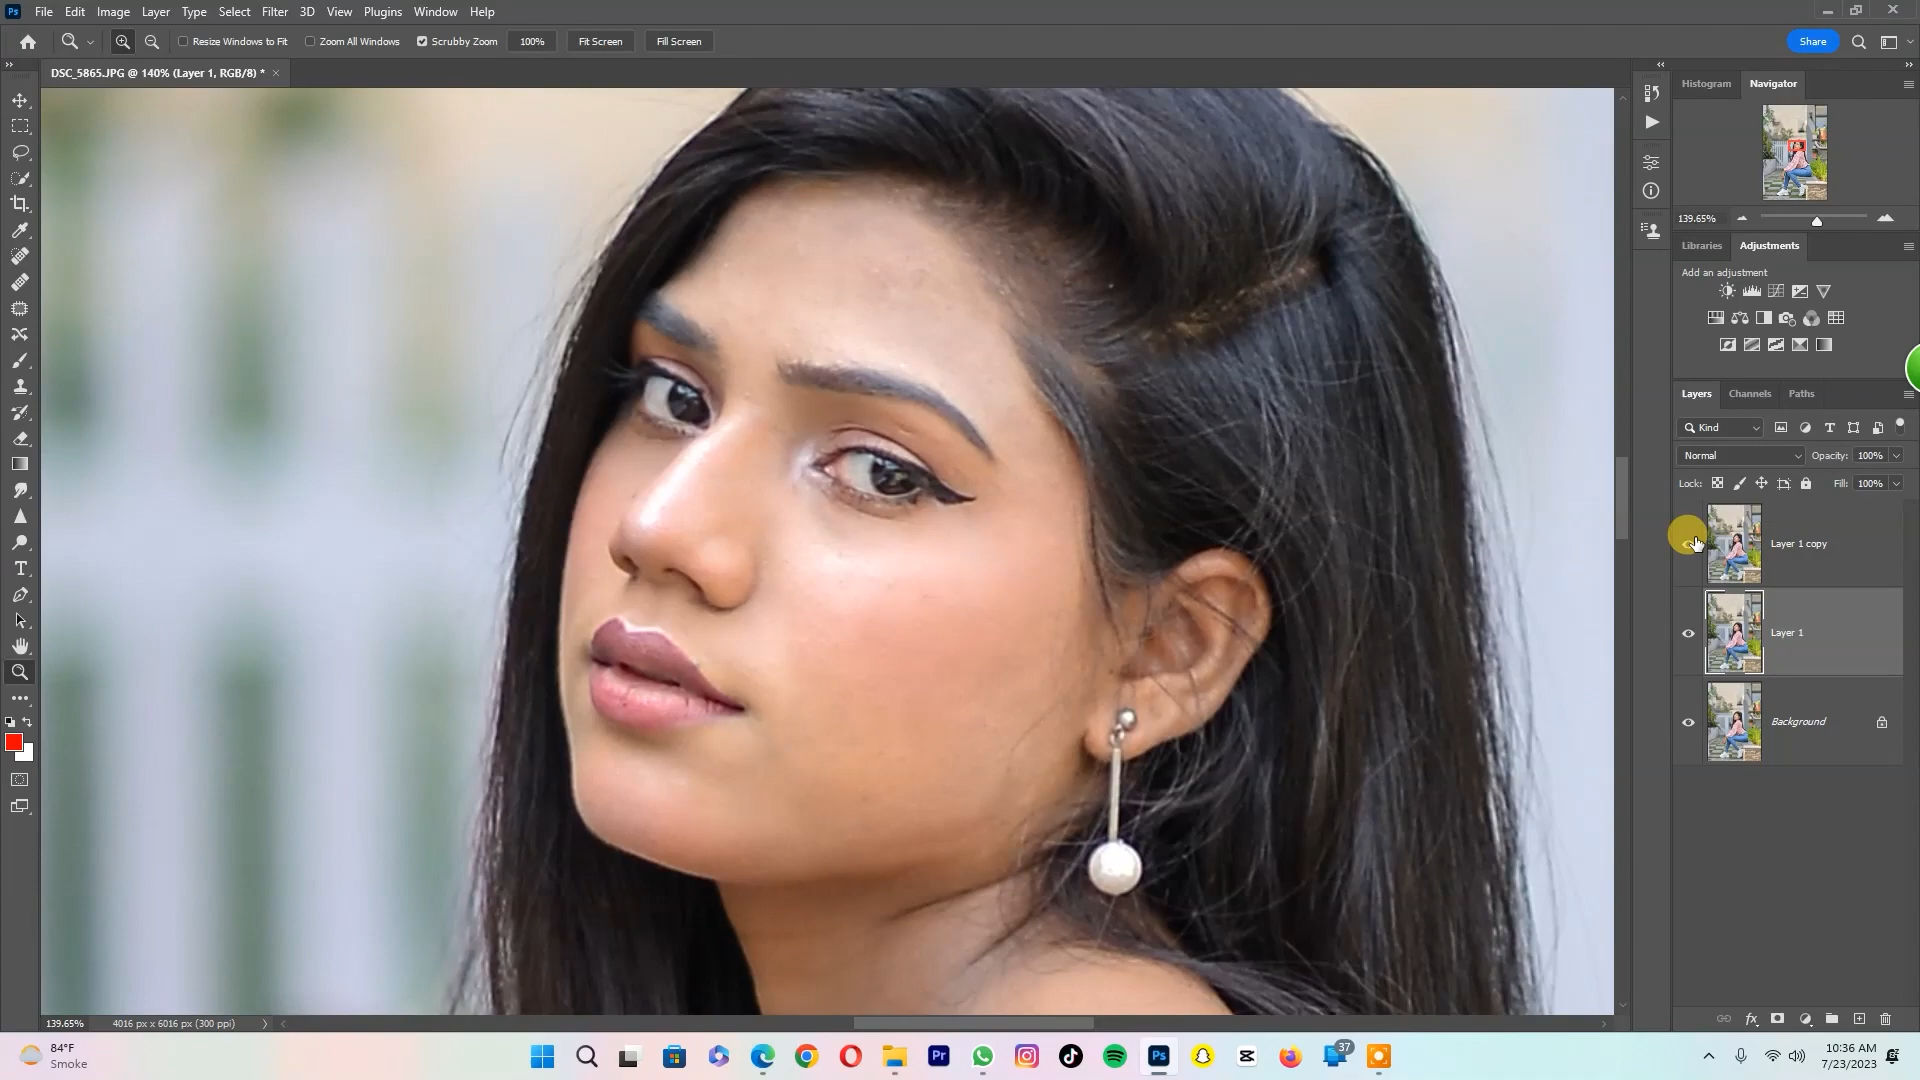 Ps File Edit Image Layer Type Select Filter 3D View Plugins Window Help
Resize Windows to Fit Zoom All Windows Scrubby Zoom 100% Fit Screen Fill Screen Share
DSC_5865.JPG @ 140% (Layer 1, RGB/8) *
Histogram Navigator
139.65%
Libraries Adjustments
Add an adjustment
Layers Channels Paths
Kind
Normal Opacity: 100%
Lock: Fill: 100%
Layer 1 copy
Layer 1
Background
139.65% 4016 px x 6016 px (300 ppi)
fx
84°F
Smoke
Pr
Ps
37
10:36 AM
7/23/2023